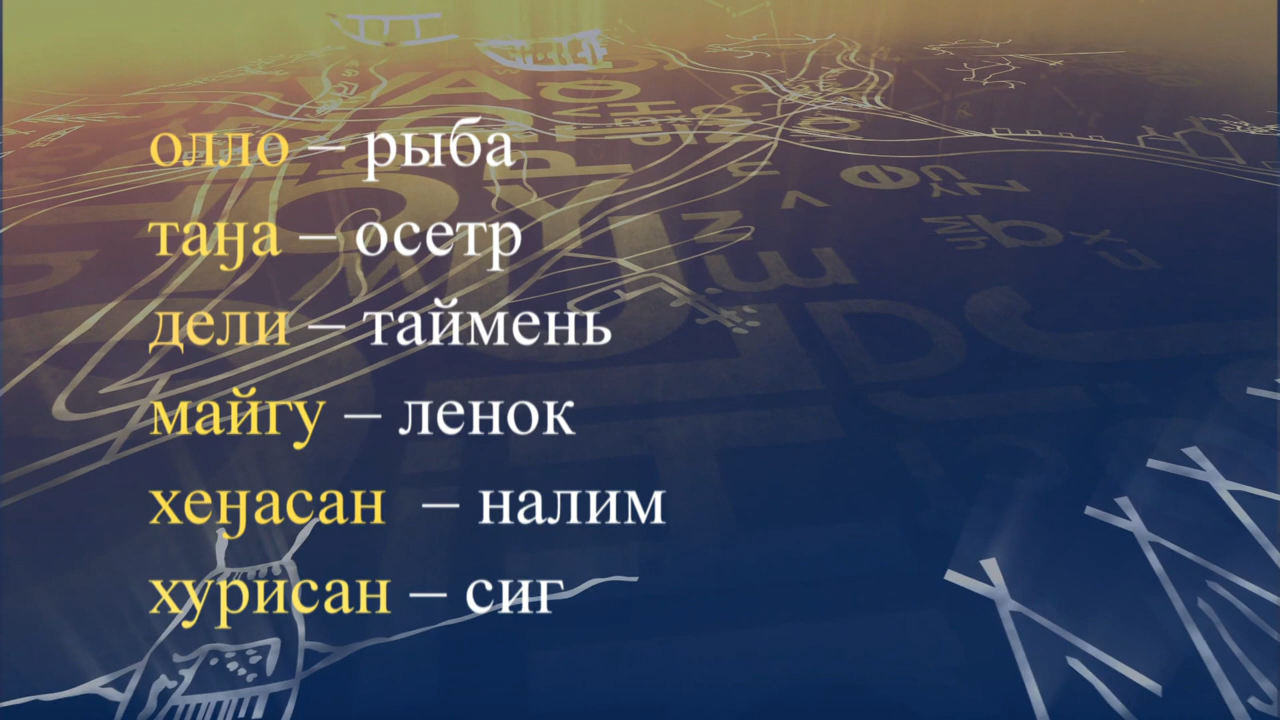 олло – рыба
таӈа – осетр
дели – таймень
майгу – ленок
хеӈасан – налим
хурисан – сиг